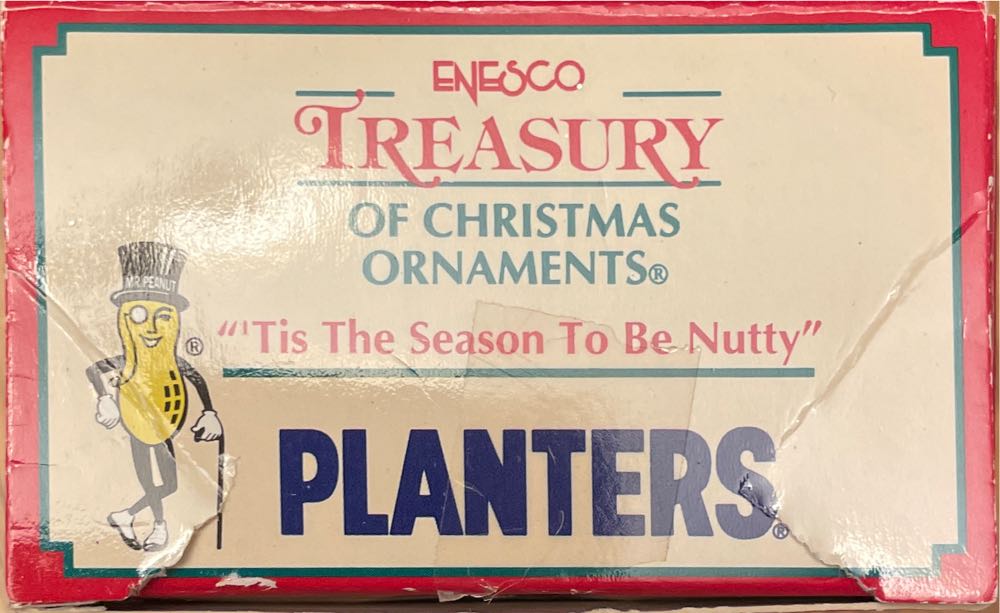 ENESCO
TREASURY
OF CHRISTMAS
ORNAMENTS®
MR. PEANUT
®
"'Tis The Season To Be Nutty"
PLANTERS®